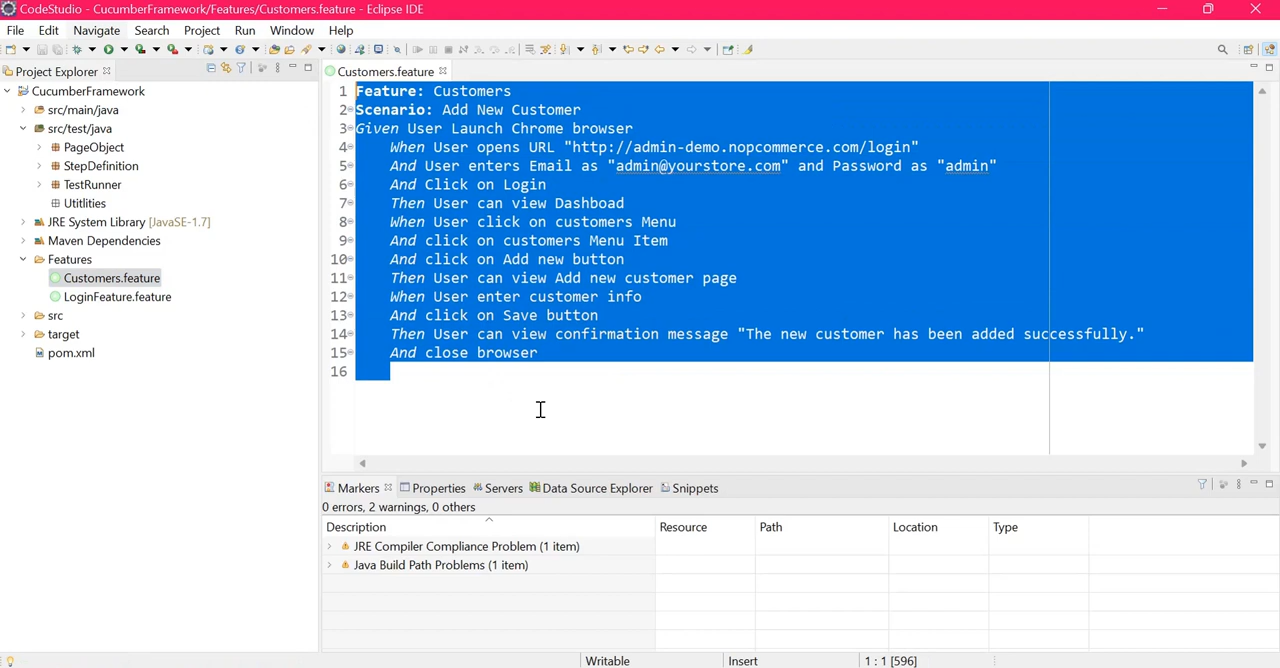 CodeStudio - CucumberFramework/Features/Customers.feature - Eclipse IDE
File Edit Navigate Search Project Run Window Help
Project Explorer
Customers.feature
CucumberFramework
src/main/java
src/test/java
PageObject
StepDefinition
TestRunner
Utitlities
JRE System Library [JavaSE-1.7]
Maven Dependencies
Features
Customers.feature
LoginFeature.feature
src
target
pom.xml
1 Feature: Customers
2 Scenario: Add New Customer
3 Given User Launch Chrome browser
4 When User opens URL "http://admin-demo.nopcommerce.com/login"
5 And User enters Email as "admin@yourstore.com" and Password as "admin"
6 And Click on Login
7 Then User can view Dashboad
8 When User click on customers Menu
9 And click on customers Menu Item
10 And click on Add new button
11 Then User can view Add new customer page
12 When User enter customer info
13 And click on Save button
14 Then User can view confirmation message "The new customer has been added successfully."
15 And close browser
16
Markers Properties Servers Data Source Explorer Snippets
0 errors, 2 warnings, 0 others
Description Resource Path Location Type
JRE Compiler Compliance Problem (1 item)
Java Build Path Problems (1 item)
Writable Insert 1 : 1 [596]